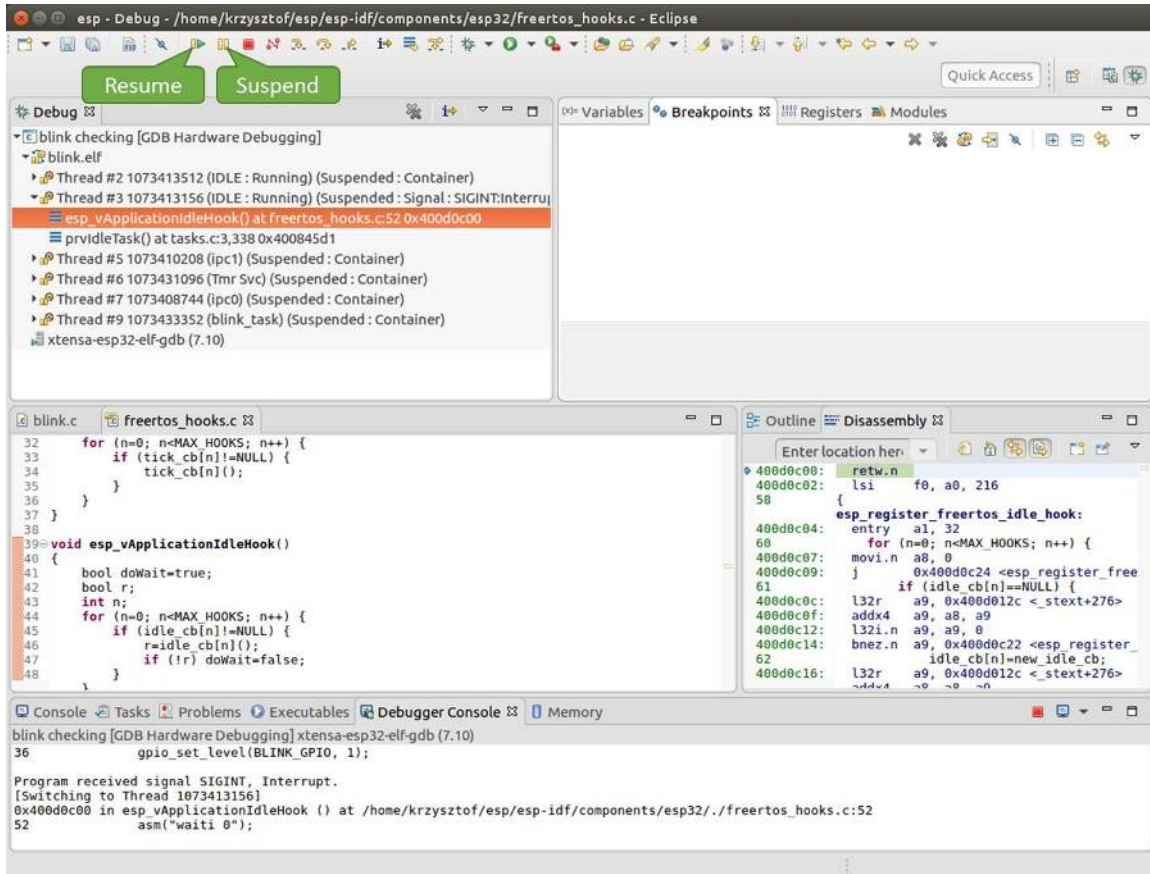 esp - Debug - /home/krzysztof/esp/esp-idf/components/esp32/freertos_hooks.c - Eclipse
Resume
Suspend
Quick Access
Debug
blink checking [GDB Hardware Debugging]
blink.elf
Thread #2 1073413512 (IDLE : Running) (Suspended : Container)
Thread #3 1073413156 (IDLE : Running) (Suspended : Signal : SIGINT:Interru
esp_vApplicationIdleHook() at freertos_hooks.c:52 0x400d0c00
prvIdleTask() at tasks.c:3,338 0x400845d1
Thread #5 1073410208 (ipc1) (Suspended : Container)
Thread #6 1073431096 (Tmr Svc) (Suspended : Container)
Thread #7 1073408744 (ipc0) (Suspended : Container)
Thread #9 1073433352 (blink_task) (Suspended : Container)
xtensa-esp32-elf-gdb (7.10)
(x)= Variables Breakpoints Registers Modules
blink.c freertos_hooks.c
32 for (n=0; n<MAX_HOOKS; n++) {
33 if (tick_cb[n]!=NULL) {
34 tick_cb[n]();
35 }
36 }
37 }
38
39 void esp_vApplicationIdleHook()
40 {
41 bool doWait=true;
42 bool r;
43 int n;
44 for (n=0; n<MAX_HOOKS; n++) {
45 if (idle_cb[n]!=NULL) {
46 r=idle_cb[n]();
47 if (!r) doWait=false;
48 }
Outline Disassembly
Enter location her
400d0c00: retw.n
400d0c02: lsi f0, a0, 216
58 {
esp_register_freertos_idle_hook:
400d0c04: entry a1, 32
60 for (n=0; n<MAX_HOOKS; n++) {
400d0c07: movi.n a8, 0
400d0c09: j 0x400d0c24 <esp_register_free
61 if (idle_cb[n]==NULL) {
400d0c0c: l32r a9, 0x400d012c <_stext+276>
400d0c0f: addx4 a9, a8, a9
400d0c12: l32i.n a9, a9, 0
400d0c14: bnez.n a9, 0x400d0c22 <esp_register_
62 idle_cb[n]=new_idle_cb;
400d0c16: l32r a9, 0x400d012c <_stext+276>
Console Tasks Problems Executables Debugger Console Memory
blink checking [GDB Hardware Debugging] xtensa-esp32-elf-gdb (7.10)
36 gpio_set_level(BLINK_GPIO, 1);
Program received signal SIGINT, Interrupt.
[Switching to Thread 1073413156]
0x400d0c00 in esp_vApplicationIdleHook () at /home/krzysztof/esp/esp-idf/components/esp32/./freertos_hooks.c:52
52 asm("waiti 0");